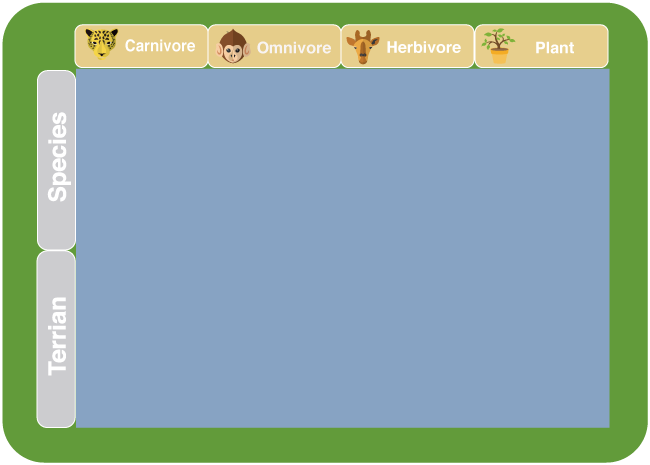 Carnivore
Omnivore
Herbivore
Plant
Species
Terrian